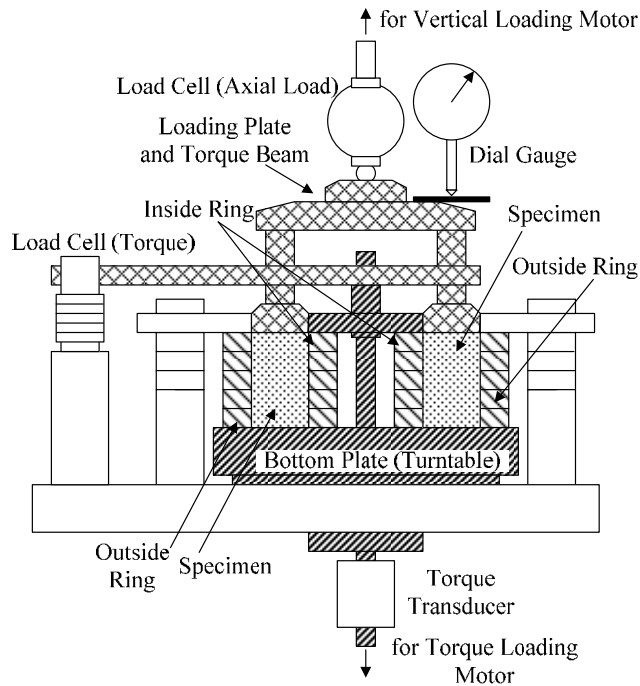 for Vertical Loading Motor
Load Cell (Axial Load)
Loading Plate
and Torque Beam
Dial Gauge
Inside Ring
Specimen
Load Cell (Torque)
Outside Ring
Bottom Plate (Turntable)
Outside
Ring
Specimen
Torque
Transducer
for Torque Loading
Motor